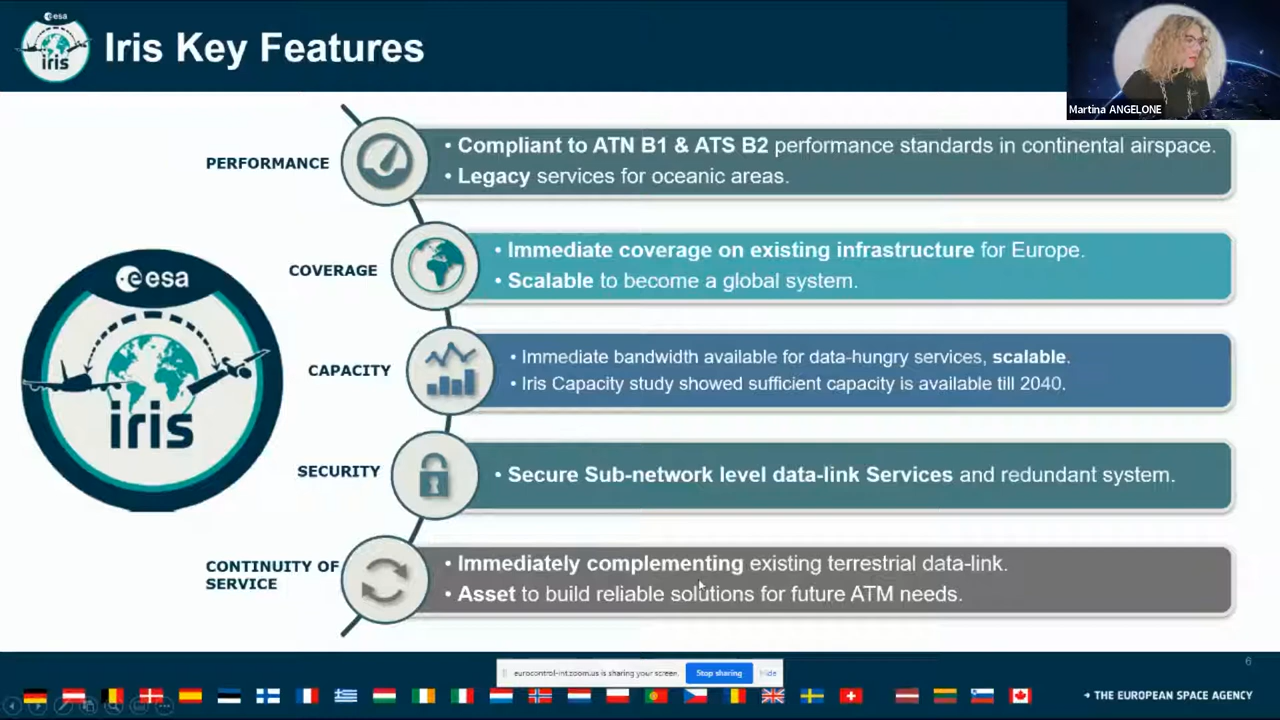 esa
iris
Iris Key Features
Martina ANGELONE
PERFORMANCE
• Compliant to ATN B1 & ATS B2 performance standards in continental airspace.
• Legacy services for oceanic areas.
COVERAGE
• Immediate coverage on existing infrastructure for Europe.
• Scalable to become a global system.
esa
iris
CAPACITY
• Immediate bandwidth available for data-hungry services, scalable.
• Iris Capacity study showed sufficient capacity is available till 2040.
SECURITY
• Secure Sub-network level data-link Services and redundant system.
CONTINUITY OF
SERVICE
• Immediately complementing existing terrestrial data-link.
• Asset to build reliable solutions for future ATM needs.
6
eurocontrol-int.zoom.us is sharing your screen.
Stop sharing
Hide
→ THE EUROPEAN SPACE AGENCY